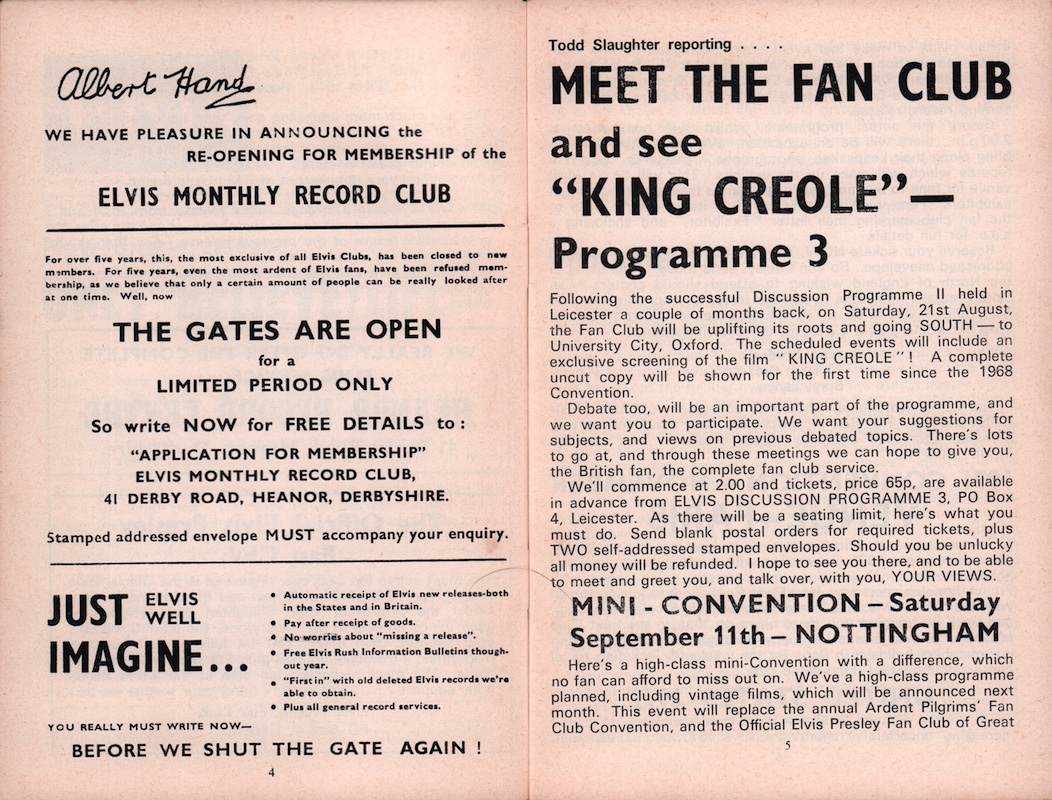 Albert Hand
WE HAVE PLEASURE IN ANNOUNCING the
RE-OPENING FOR MEMBERSHIP of the
ELVIS MONTHLY RECORD CLUB
For over five years, this, the most exclusive of all Elvis Clubs, has been closed to new
members. For five years, even the most ardent of Elvis fans, have been refused mem-
bership, as we believe that only a certain amount of people can be really looked after
at one time. Well, now
THE GATES ARE OPEN
for a
LIMITED PERIOD ONLY
So write NOW for FREE DETAILS to :
"APPLICATION FOR MEMBERSHIP"
ELVIS MONTHLY RECORD CLUB,
41 DERBY ROAD, HEANOR, DERBYSHIRE.
Stamped addressed envelope MUST accompany your enquiry.
JUST ELVIS WELL
IMAGINE...
• Automatic receipt of Elvis new releases-both
in the States and in Britain.
• Pay after receipt of goods.
• No worries about "missing a release".
• Free Elvis Rush Information Bulletins though-
out year.
• "First in" with old deleted Elvis records we're
able to obtain.
• Plus all general record services.
YOU REALLY MUST WRITE NOW—
BEFORE WE SHUT THE GATE AGAIN !
4
Todd Slaughter reporting . . . .
MEET THE FAN CLUB
and see
"KING CREOLE" —
Programme 3
Following the successful Discussion Programme II held in
Leicester a couple of months back, on Saturday, 21st August,
the Fan Club will be uplifting its roots and going SOUTH — to
University City, Oxford. The scheduled events will include an
exclusive screening of the film "KING CREOLE"! A complete
uncut copy will be shown for the first time since the 1968
Convention.
Debate too, will be an important part of the programme, and
we want you to participate. We want your suggestions for
subjects, and views on previous debated topics. There's lots
to go at, and through these meetings we can hope to give you,
the British fan, the complete fan club service.
We'll commence at 2.00 and tickets, price 65p, are available
in advance from ELVIS DISCUSSION PROGRAMME 3, PO Box
4, Leicester. As there will be a seating limit, here's what you
must do. Send blank postal orders for required tickets, plus
TWO self-addressed stamped envelopes. Should you be unlucky
all money will be refunded. I hope to see you there, and to be able
to meet and greet you, and talk over, with you, YOUR VIEWS.
MINI - CONVENTION – Saturday
September 11th – NOTTINGHAM
Here's a high-class mini-Convention with a difference, which
no fan can afford to miss out on. We've a high-class programme
planned, including vintage films, which will be announced next
month. This event will replace the annual Ardent Pilgrims' Fan
Club Convention, and the Official Elvis Presley Fan Club of Great
5